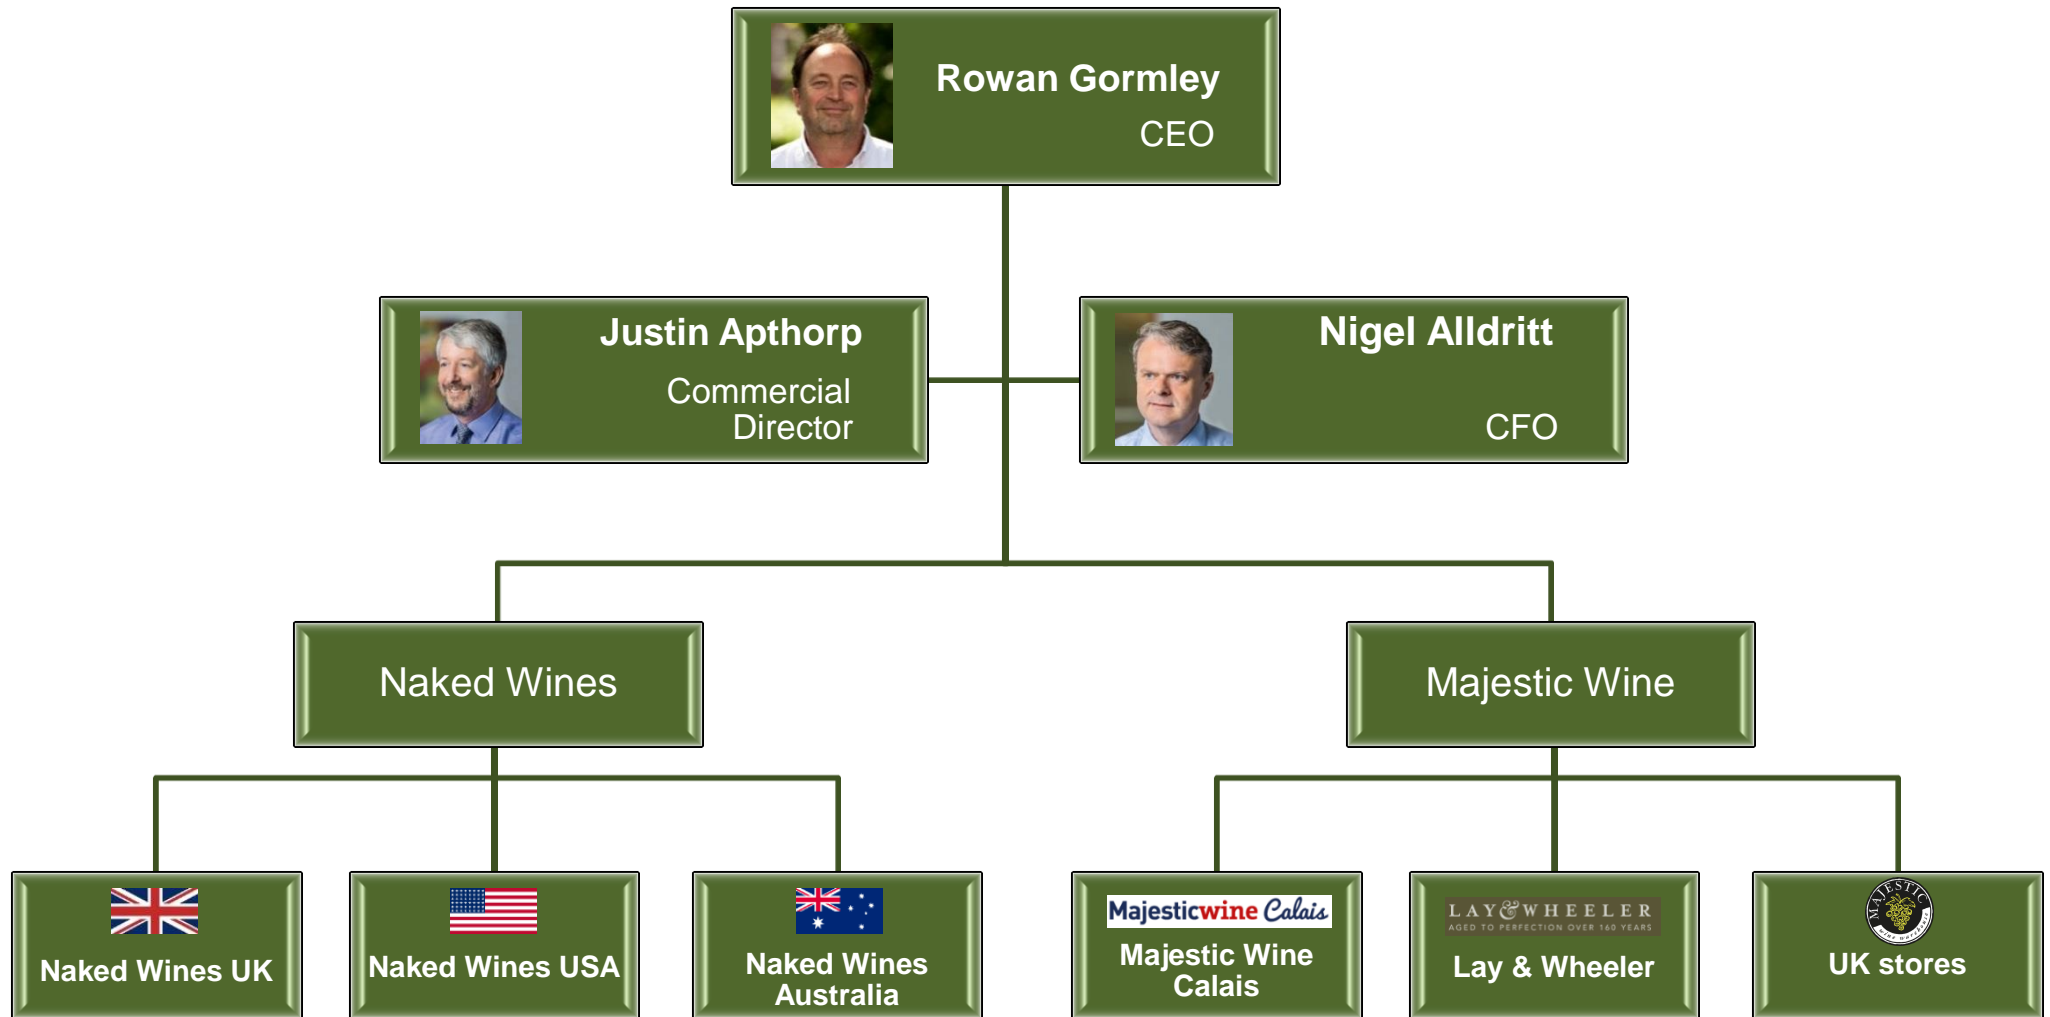 Rowan Gormley
CEO
Justin Apthorp
Commercial
Director
Nigel Alldritt
CFO
Naked Wines
Majestic Wine
Naked Wines UK
Naked Wines USA
Naked Wines
Australia
Majesticwine Calais
Majestic Wine
Calais
LAY&WHEELER
AGED TO PERFECTION OVER 160 YEARS
Lay & Wheeler
MAJESTIC
wine warehouse
UK stores